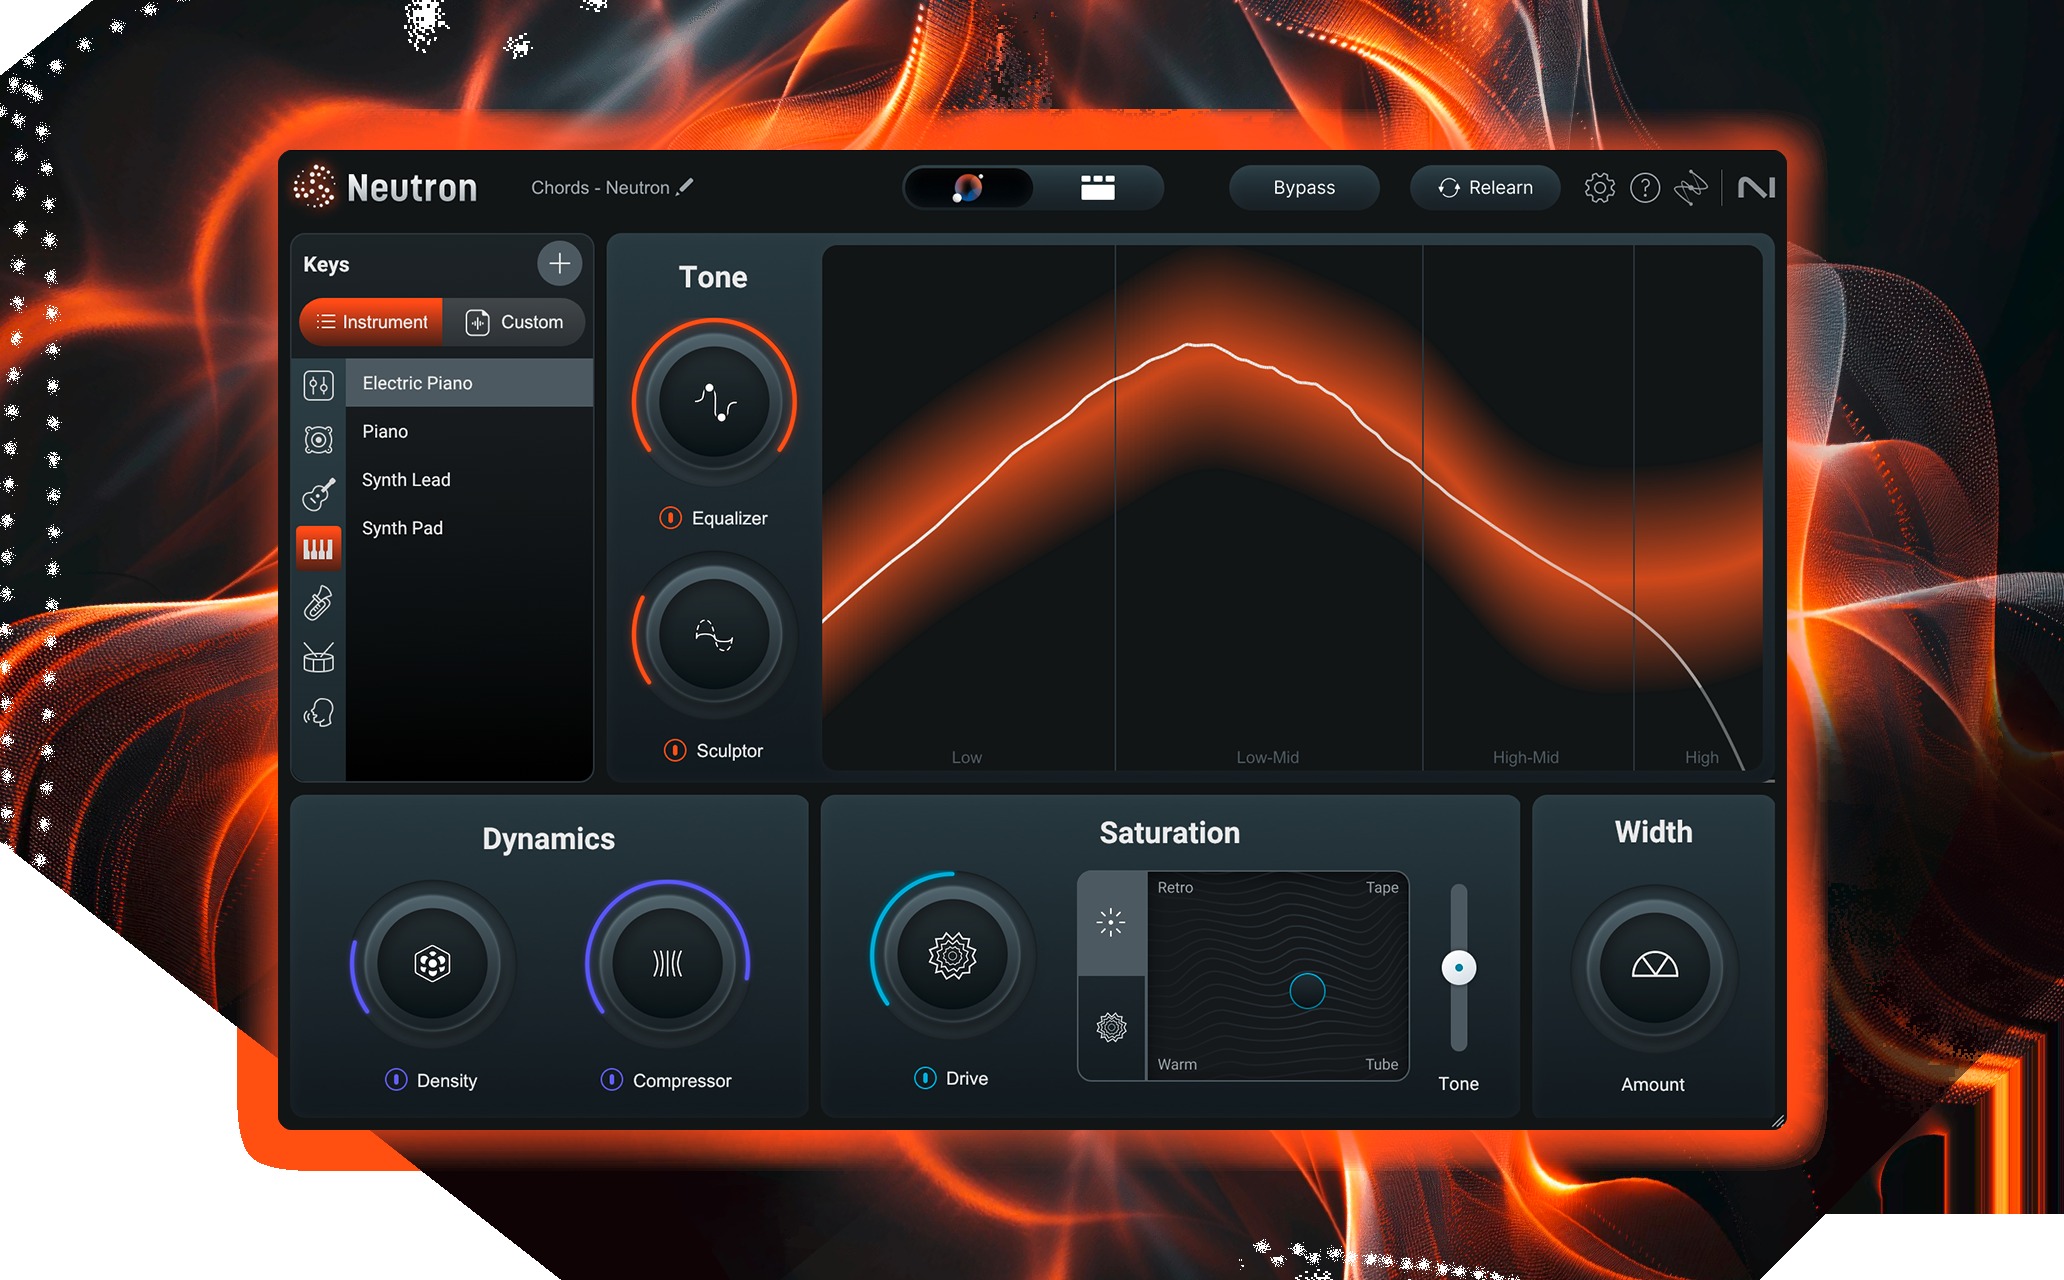 Neutron
Chords - Neutron
Bypass
Relearn
Keys
Instrument
Custom
Electric Piano
Piano
Synth Lead
Synth Pad
Tone
Equalizer
Sculptor
Low
Low-Mid
High-Mid
High
Dynamics
Density
Compressor
Saturation
Drive
Retro
Tape
Warm
Tube
Tone
Width
Amount